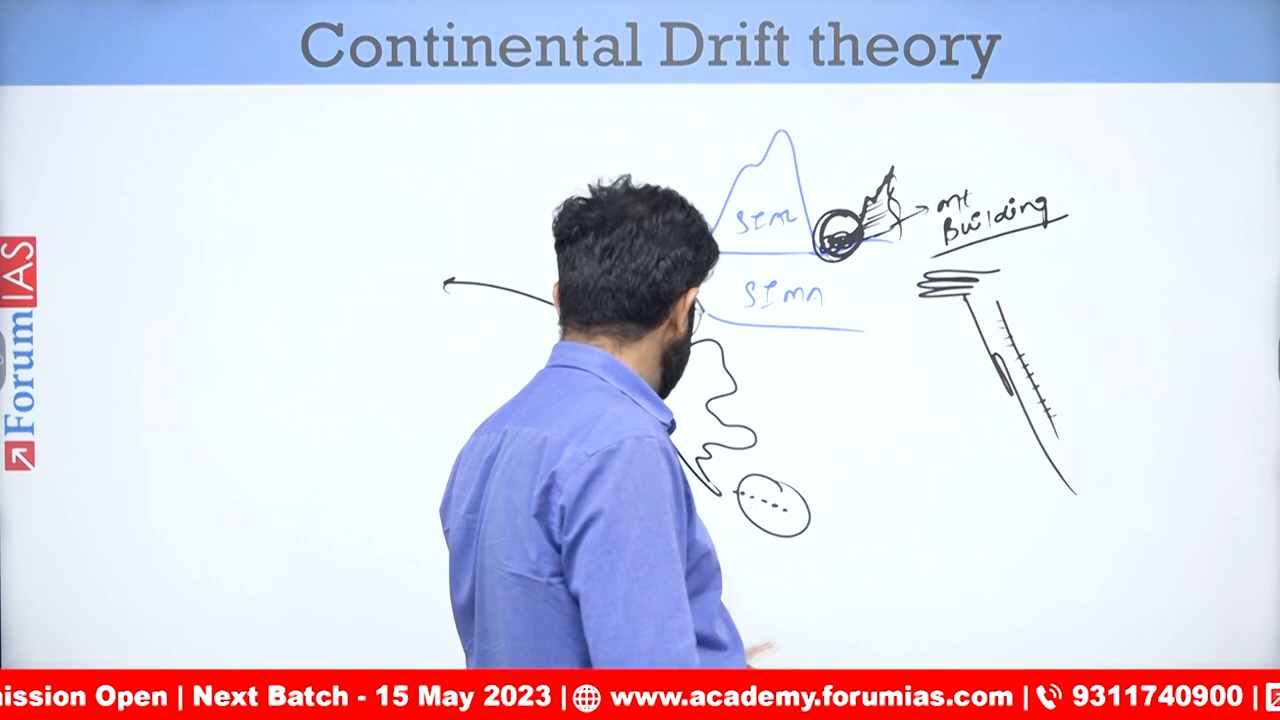 Continental Drift theory
SIAL
mt
Building
SIMA
ForumIAS
nission Open | Next Batch - 15 May 2023 | www.academy.forumias.com | 9311740900 |